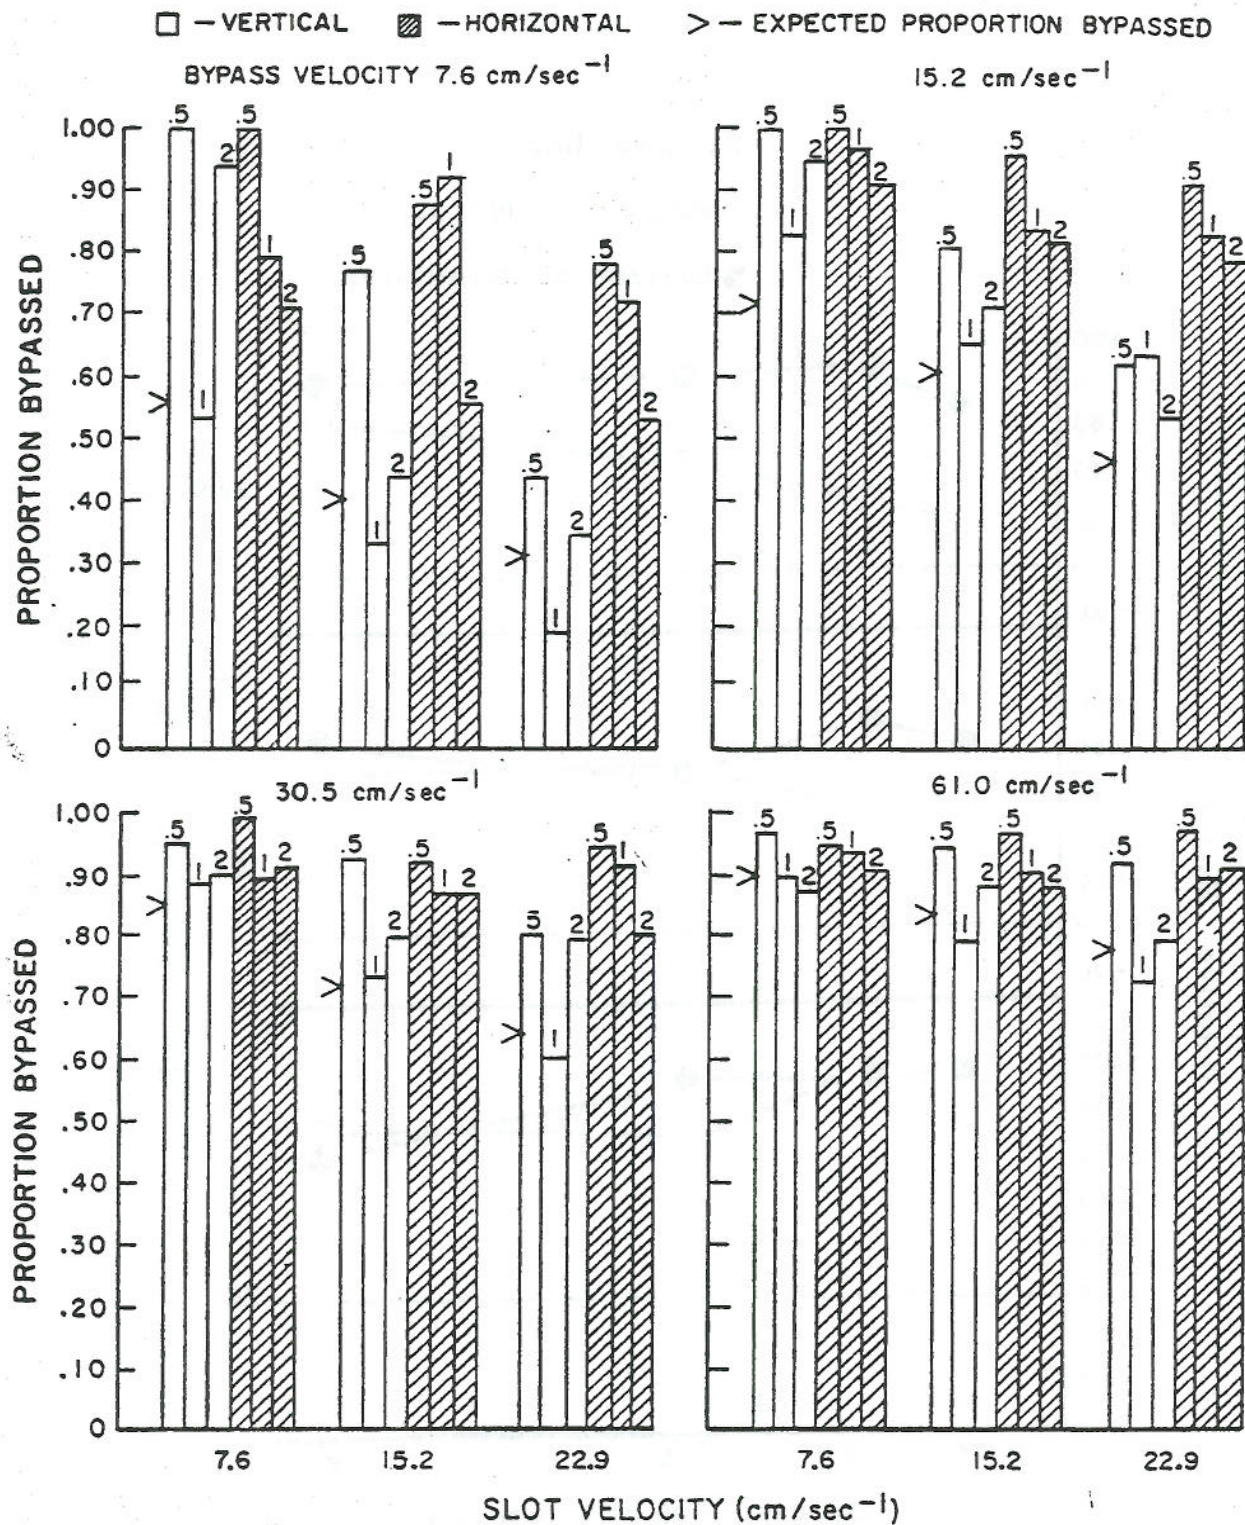 □ – VERTICAL ▨ – HORIZONTAL > – EXPECTED PROPORTION BYPASSED
BYPASS VELOCITY 7.6 cm/sec⁻¹ 15.2 cm/sec⁻¹
PROPORTION BYPASSED
1.00
.90
.80
.70
.60
.50
.40
.30
.20
.10
0
.5 1 2 .5 1 2
.5 1 2 .5 1 2
.5 1 2 .5 1 2
.5 1 2 .5 1 2
.5 1 2 .5 1 2
.5 1 2 .5 1 2
30.5 cm/sec⁻¹ 61.0 cm/sec⁻¹
PROPORTION BYPASSED
1.00
.90
.80
.70
.60
.50
.40
.30
.20
.10
0
.5 1 2 .5 1 2
.5 1 2 .5 1 2
.5 1 2 .5 1 2
.5 1 2 .5 1 2
.5 1 2 .5 1 2
.5 1 2 .5 1 2
7.6 15.2 22.9 7.6 15.2 22.9
SLOT VELOCITY (cm/sec⁻¹)